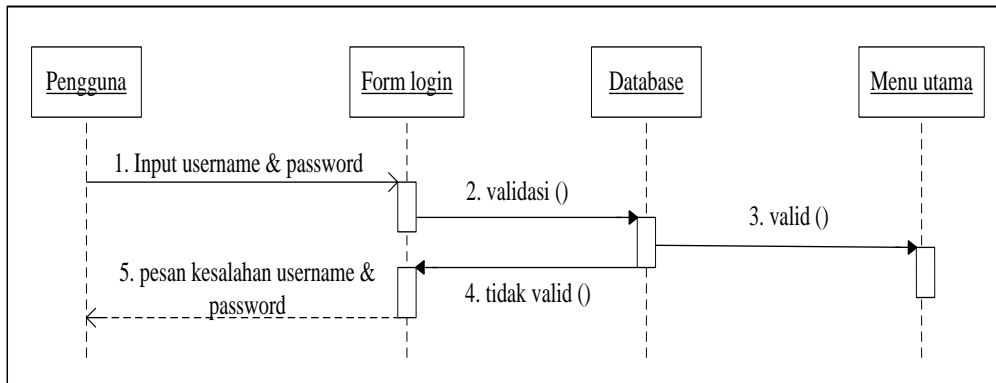 Pengguna
Form login
Database
Menu utama
1. Input username & password
2. validasi ()
3. valid ()
5. pesan kesalahan username &
password
4. tidak valid ()